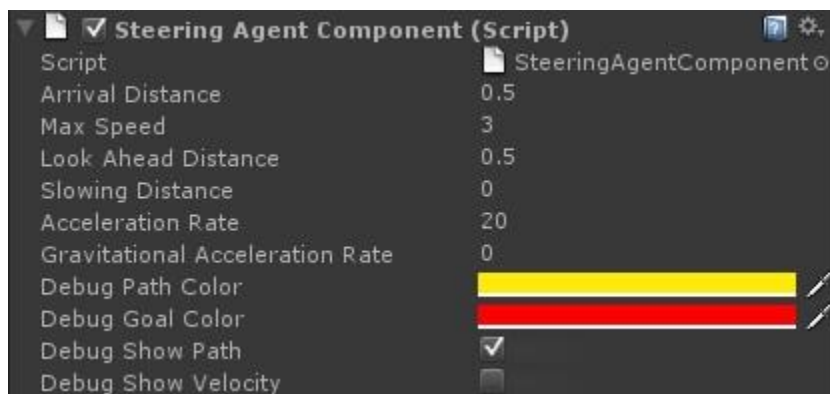 Steering Agent Component (Script)
Script SteeringAgentComponent
Arrival Distance 0.5
Max Speed 3
Look Ahead Distance 0.5
Slowing Distance 0
Acceleration Rate 20
Gravitational Acceleration Rate 0
Debug Path Color
Debug Goal Color
Debug Show Path
Debug Show Velocity